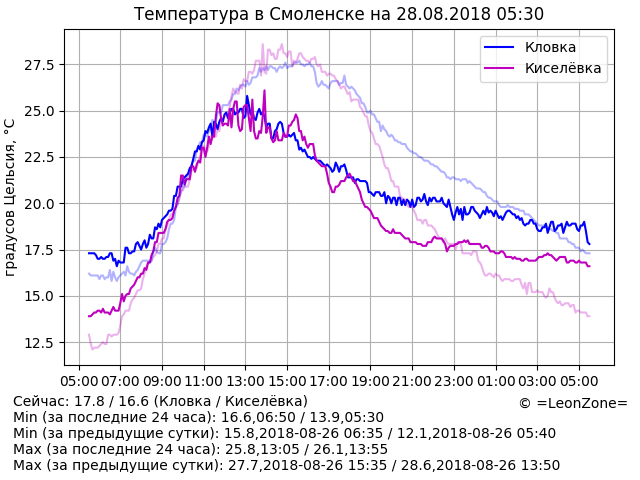 Температура в Смоленске на 28.08.2018 05:30
Кловка
Киселёвка
градусов Цельсия, °C
27.5
25.0
22.5
20.0
17.5
15.0
12.5
05:00 07:00 09:00 11:00 13:00 15:00 17:00 19:00 21:00 23:00 01:00 03:00 05:00
Сейчас: 17.8 / 16.6 (Кловка / Киселёвка)
© =LeonZone=
Min (за последние 24 часа): 16.6,06:50 / 13.9,05:30
Min (за предыдущие сутки): 15.8,2018-08-26 06:35 / 12.1,2018-08-26 05:40
Max (за последние 24 часа): 25.8,13:05 / 26.1,13:55
Max (за предыдущие сутки): 27.7,2018-08-26 15:35 / 28.6,2018-08-26 13:50